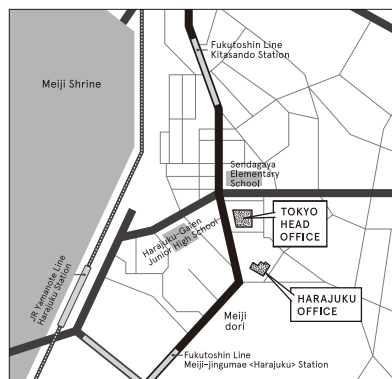 Fukutoshin Line
Kitasando Station
Meiji Shrine
Sendagaya
Elementary
School
TOKYO
HEAD
OFFICE
Harajuku-Gaien
Junior High School
JR Yamanote Line
Harajuku Station
HARAJUKU
OFFICE
Meiji
dori
Fukutoshin Line
Meiji-jingumae <Harajuku> Station